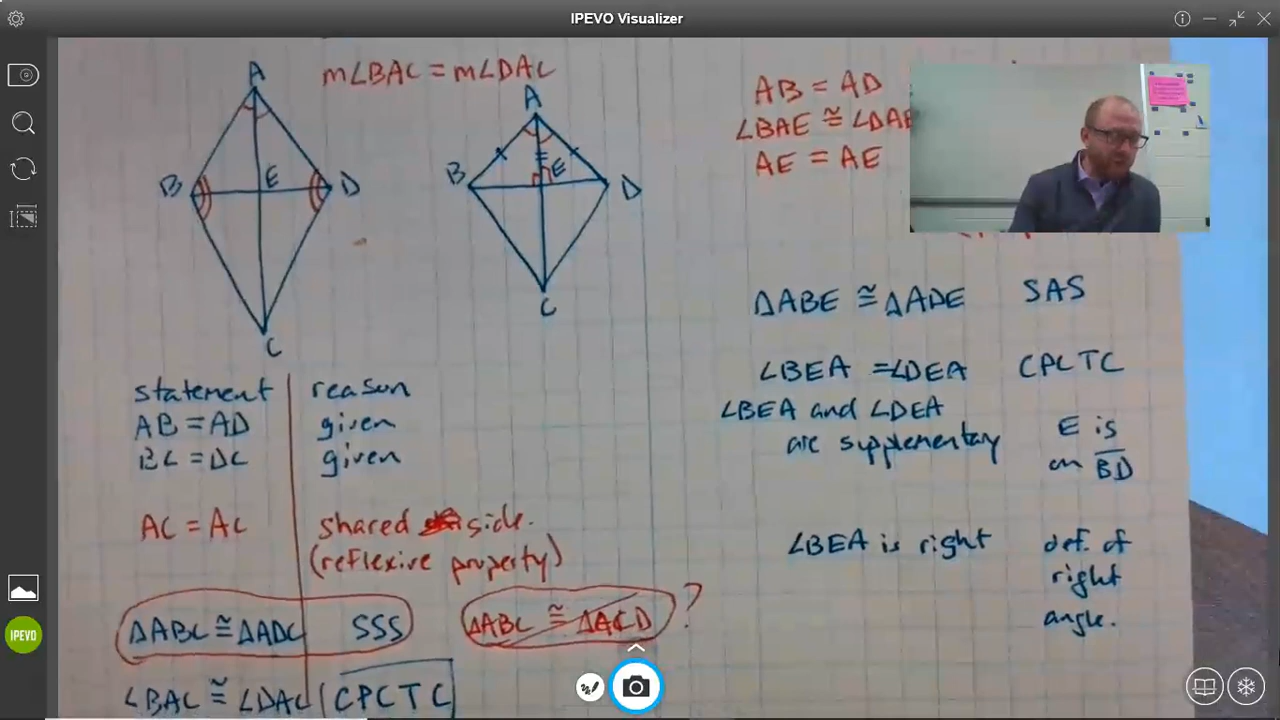 IPEVO Visualizer
A
m∠BAC = m∠DAC
B E D
C
A
B E D
C
AB = AD
∠BAE ≅ ∠DAE
AE = AE
△ABE ≅ △ADE SAS
∠BEA = ∠DEA CPCTC
∠BEA and ∠DEA
are supplementary
E is
on BD
∠BEA is right def. of
right
angle.
statement reason
AB = AD given
BC = DC given
AC = AC shared side.
(reflexive property)
△ABC ≅ △ADC SSS
△ABC ≅ △ACD ?
∠BAC ≅ ∠DAC CPCTC
IPEVO